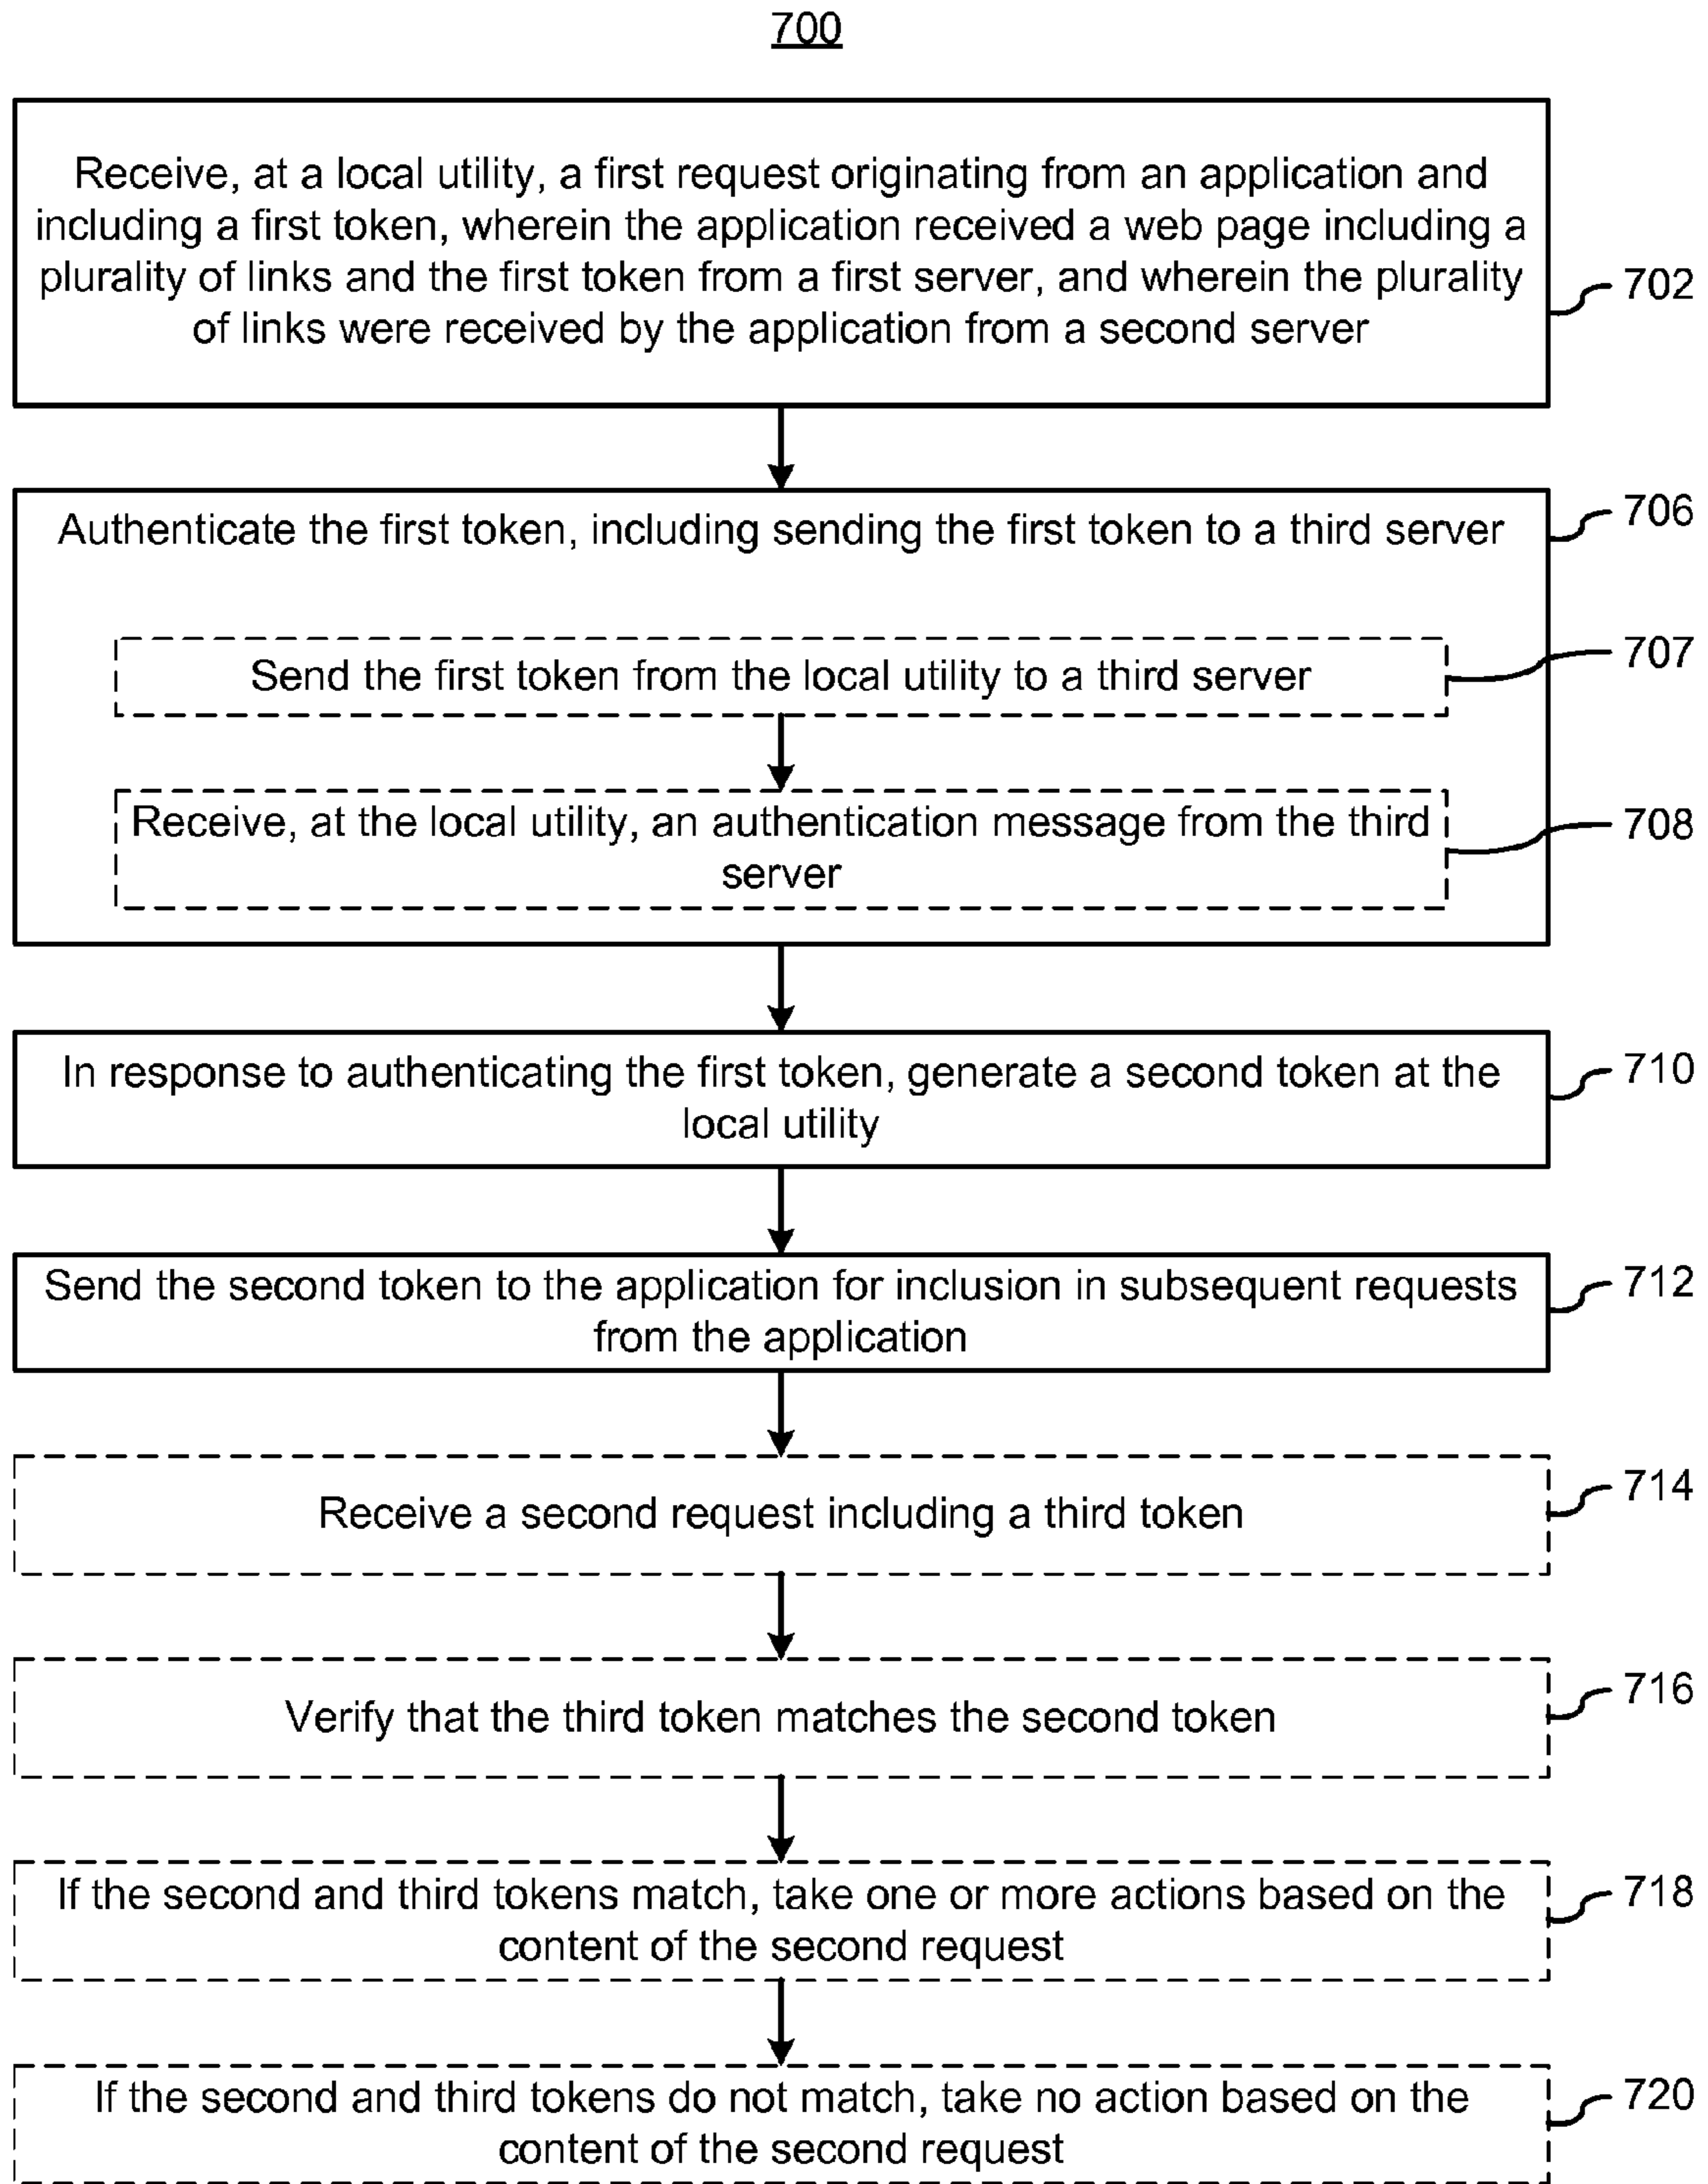 700
Receive, at a local utility, a first request originating from an application and
including a first token, wherein the application received a web page including a
plurality of links and the first token from a first server, and wherein the plurality
of links were received by the application from a second server
702
Authenticate the first token, including sending the first token to a third server
706
Send the first token from the local utility to a third server
707
Receive, at the local utility, an authentication message from the third
server
708
In response to authenticating the first token, generate a second token at the
local utility
710
Send the second token to the application for inclusion in subsequent requests
from the application
712
Receive a second request including a third token
714
Verify that the third token matches the second token
716
If the second and third tokens match, take one or more actions based on the
content of the second request
718
If the second and third tokens do not match, take no action based on the
content of the second request
720